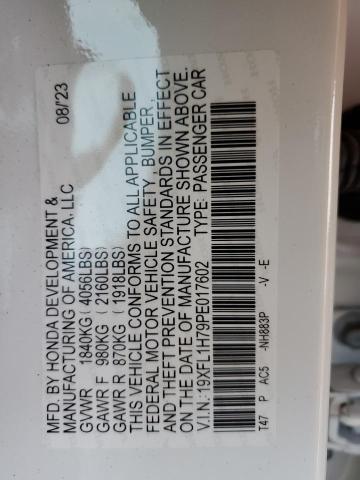 MFD. BY HONDA DEVELOPMENT & 08/'23
MANUFACTURING OF AMERICA, LLC
GVWR 1840KG (4056LBS)
GAWR F 980KG (2160LBS)
GAWR R 870KG (1918LBS)
THIS VEHICLE CONFORMS TO ALL APPLICABLE
FEDERAL MOTOR VEHICLE SAFETY, BUMPER,
AND THEFT PREVENTION STANDARDS IN EFFECT
ON THE DATE OF MANUFACTURE SHOWN ABOVE.
V.I.N.:19XFL1H79PE017602 TYPE: PASSENGER CAR
T47 P AC5 -NH883P -V -E